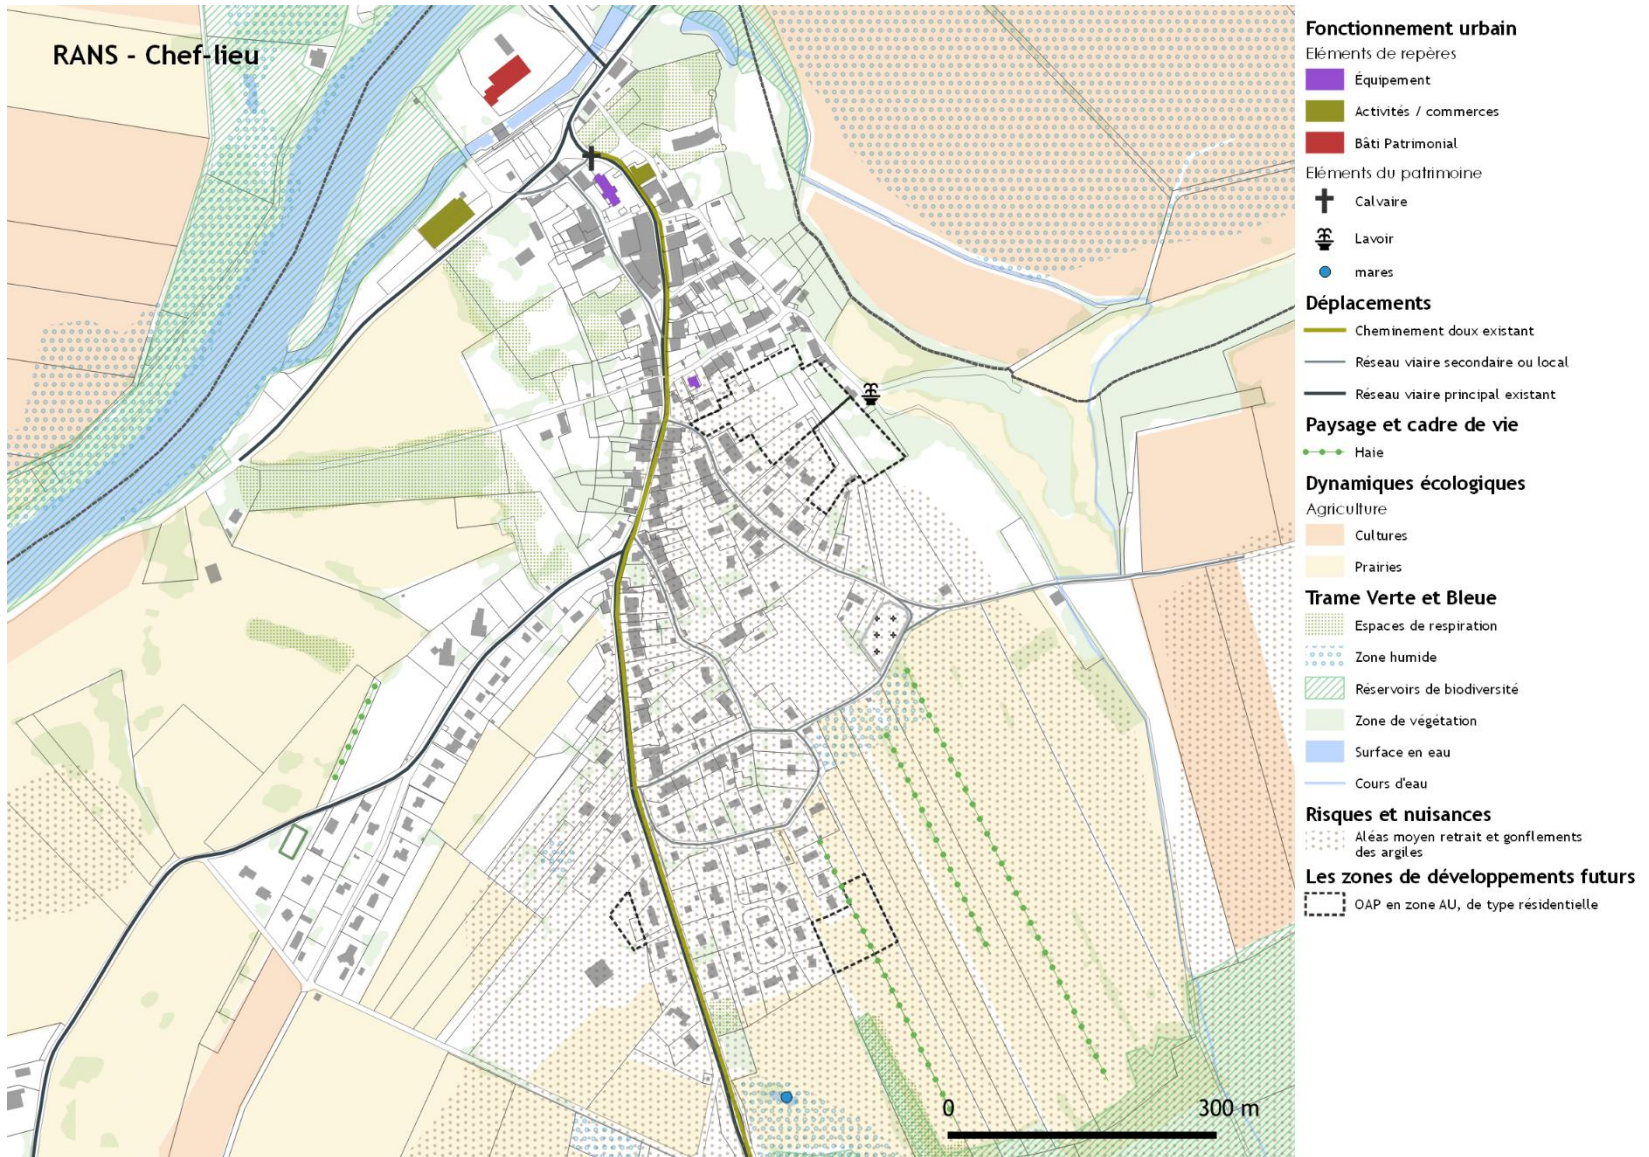 RANS - Chef-lieu
Fonctionnement urbain
Eléments de repères
Équipement
Activités / commerces
Bâti Patrimonial
Eléments du patrimoine
Calvaire
Lavoir
mares
Déplacements
Cheminement doux existant
Réseau viaire secondaire ou local
Réseau viaire principal existant
Paysage et cadre de vie
Haie
Dynamiques écologiques
Agriculture
Cultures
Prairies
Trame Verte et Bleue
Espaces de respiration
Zone humide
Réservoirs de biodiversité
Zone de végétation
Surface en eau
Cours d'eau
Risques et nuisances
Aléas moyen retrait et gonflements
des argiles
Les zones de développements futurs
OAP en zone AU, de type résidentielle
0 300 m